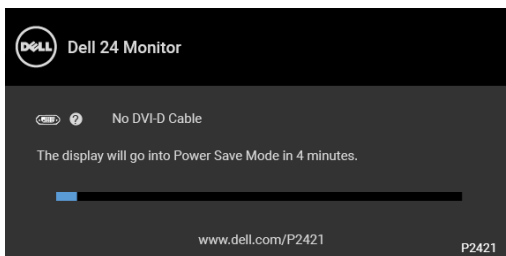 DELL
Dell 24 Monitor
? No DVI-D Cable
The display will go into Power Save Mode in 4 minutes.
www.dell.com/P2421
P2421